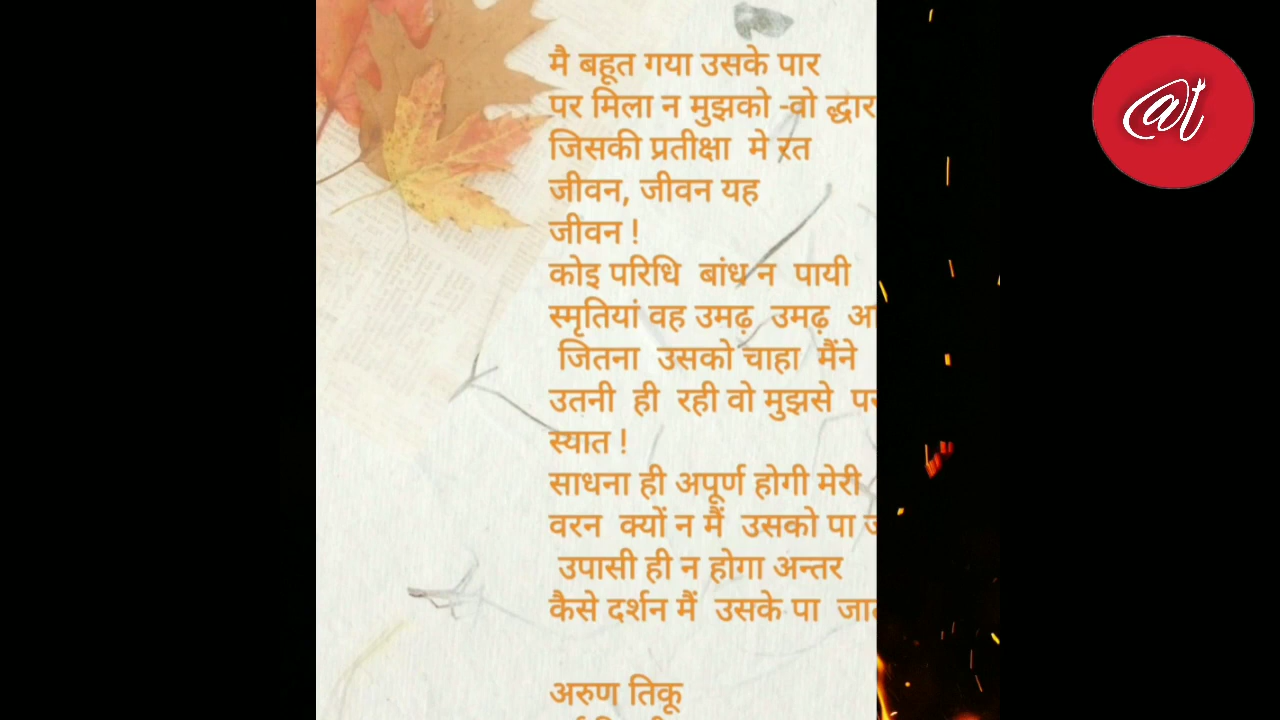 मै बहूत गया उसके पार
पर मिला न मुझको -वो द्धार
जिसकी प्रतीक्षा मे रत
जीवन, जीवन यह
जीवन !
कोइ परिधि बांध न पायी
स्मृतियां वह उमढ़ उमढ़
जितना उसको चाहा मैंने
उतनी ही रही वो मुझसे
स्यात !
साधना ही अपूर्ण होगी मेरी
वरन क्यों न मैं उसको पा
उपासी ही न होगा अन्तर
कैसे दर्शन मैं उसके पा
अरुण तिकू
@t